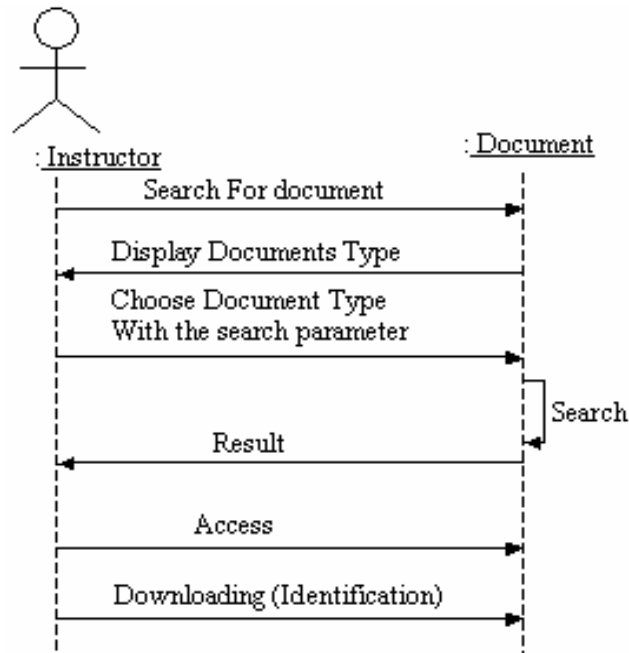 : Instructor
: Document
Search For document
Display Documents Type
Choose Document Type
With the search parameter
Search
Result
Access
Downloading (Identification)